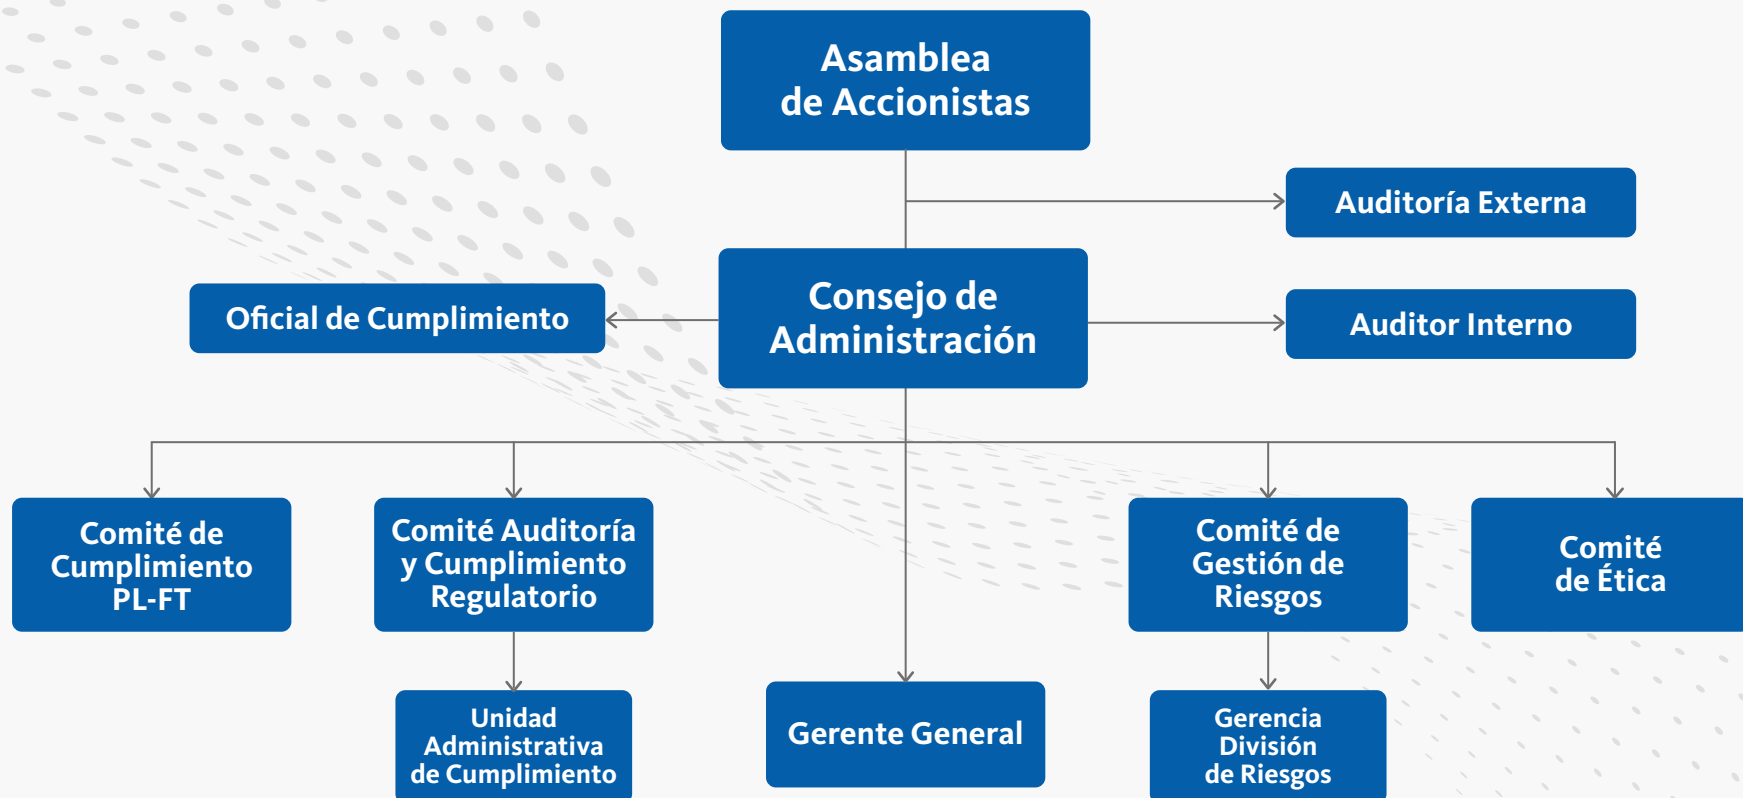 Asamblea
de Accionistas
Auditoría Externa
Consejo de
Administración
Oficial de Cumplimiento
Auditor Interno
Comité de
Cumplimiento
PL-FT
Comité Auditoría
y Cumplimiento
Regulatorio
Comité de
Gestión de
Riesgos
Comité
de Ética
Unidad
Administrativa
de Cumplimiento
Gerente General
Gerencia
División
de Riesgos